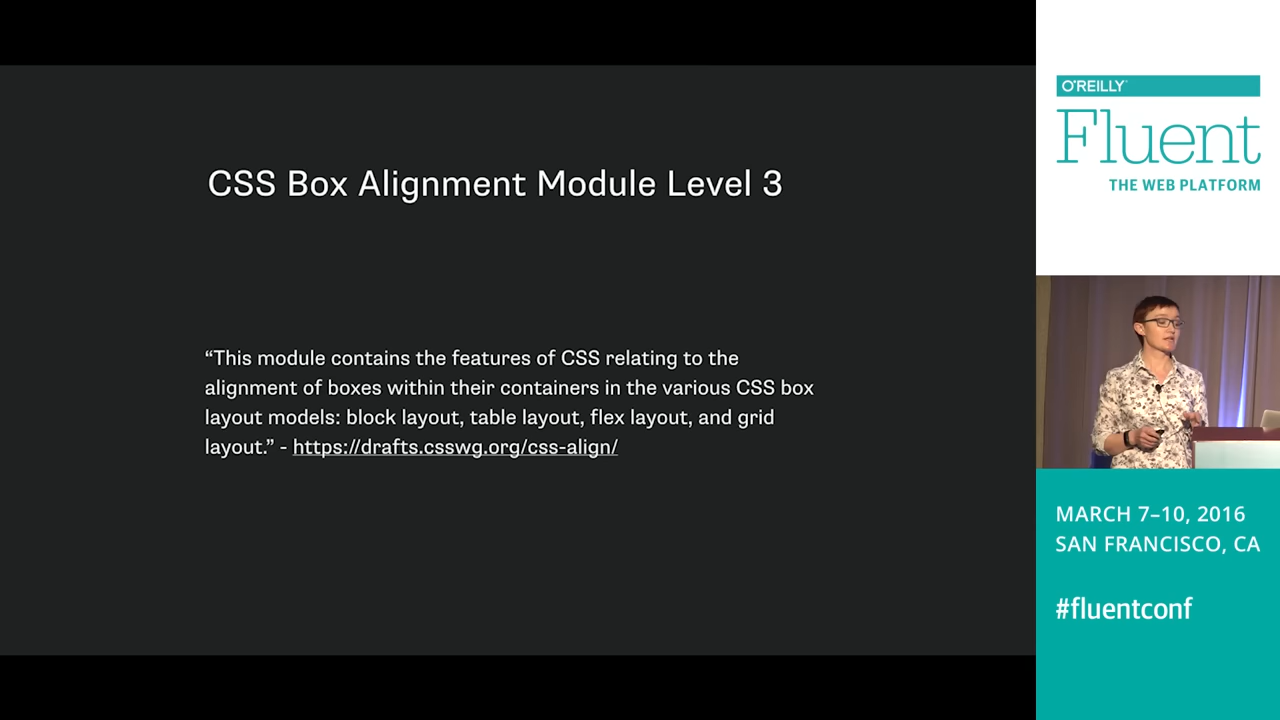 CSS Box Alignment Module Level 3
“This module contains the features of CSS relating to the
alignment of boxes within their containers in the various CSS box
layout models: block layout, table layout, flex layout, and grid
layout.” - https://drafts.csswg.org/css-align/
O'REILLY™
Fluent
THE WEB PLATFORM
MARCH 7–10, 2016
SAN FRANCISCO, CA
#fluentconf